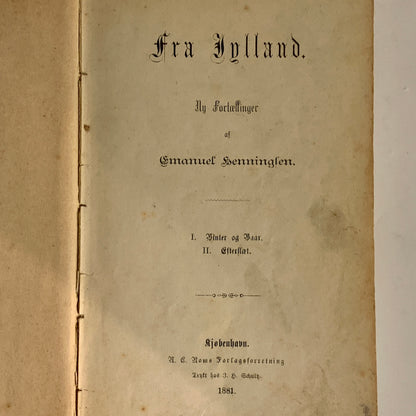 Fra Jylland.
Ny Fortællinger
af
Emanuel Henningsen.
I. Vinter og Vaar.
II. Efterslæt.
Kjøbenhavn.
N. C. Roms Forlagsforretning
Trykt hos J. H. Schultz.
1881.